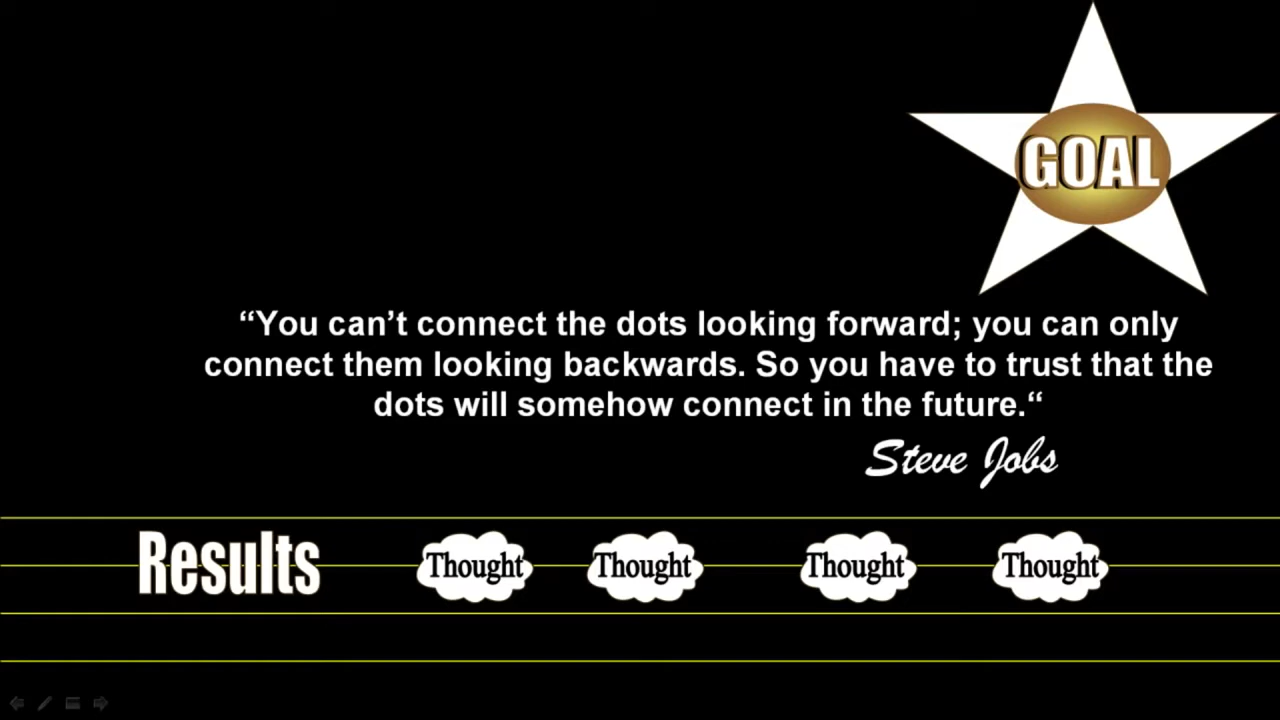 GOAL
“You can’t connect the dots looking forward; you can only
connect them looking backwards. So you have to trust that the
dots will somehow connect in the future.“
Steve Jobs
Results Thought Thought Thought Thought